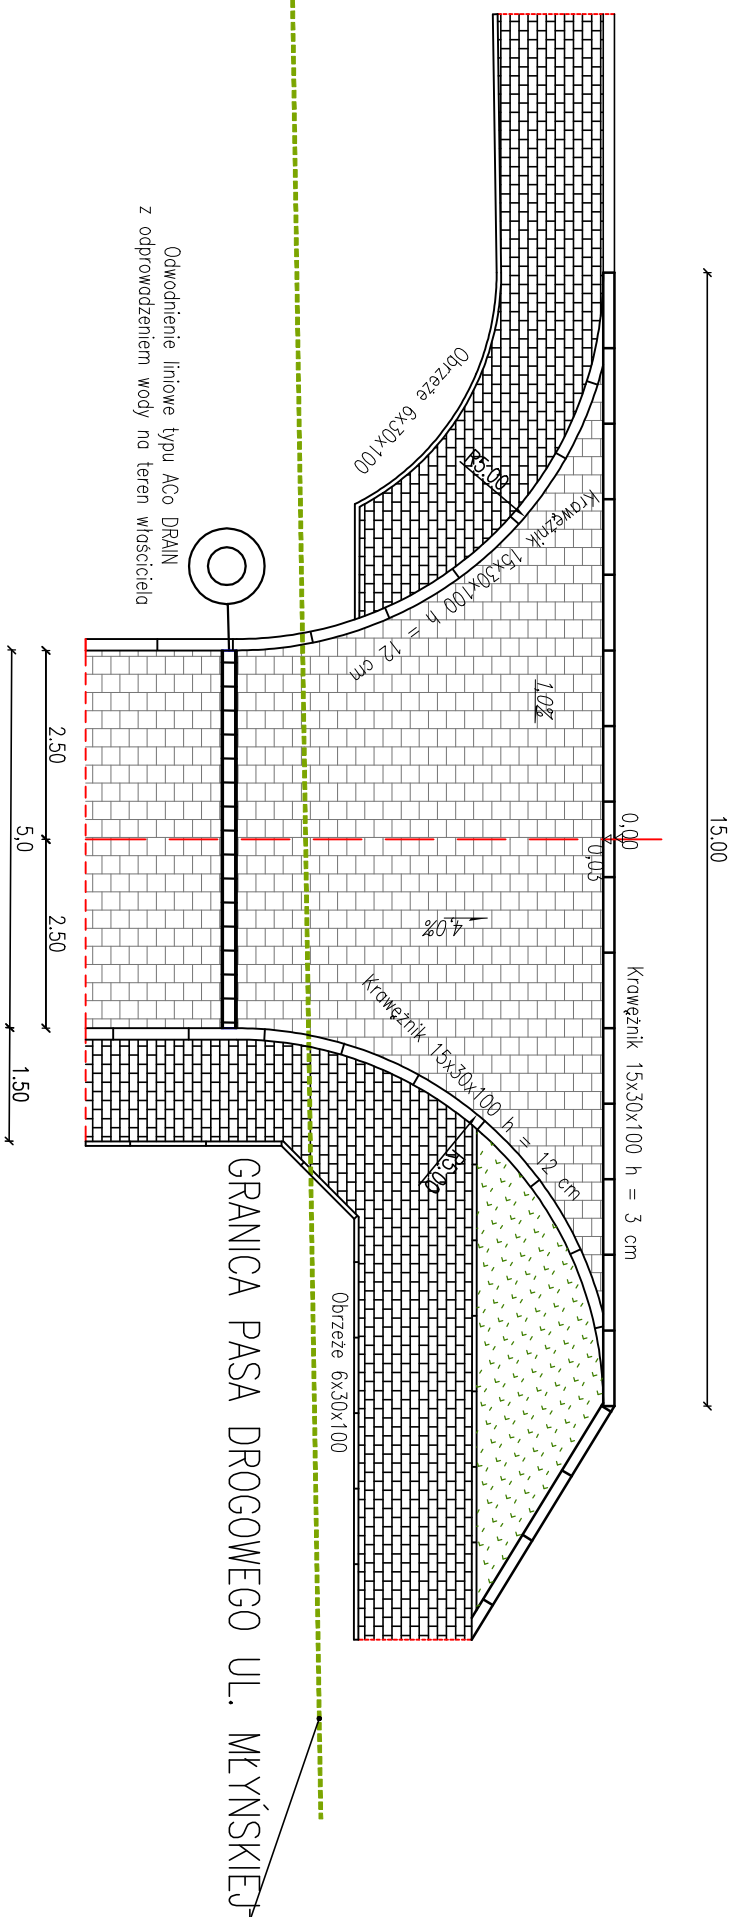 15.00
Krawężnik 15x30x100 h = 3 cm
0,00
0,03
1,0%
4,0%
Krawężnik 15x30x100 h = 12 cm
R5.00
Obrzeże 6x30x100
Krawężnik 15x30x100 h = 12 cm
R5.00
Obrzeże 6x30x100
GRANICA PASA DROGOWEGO UL. MŁYŃSKIEJ
Odwodnienie liniowe typu ACo DRAIN
z odprowadzeniem wody na teren właściciela
2.50
2.50
5,0
1.50